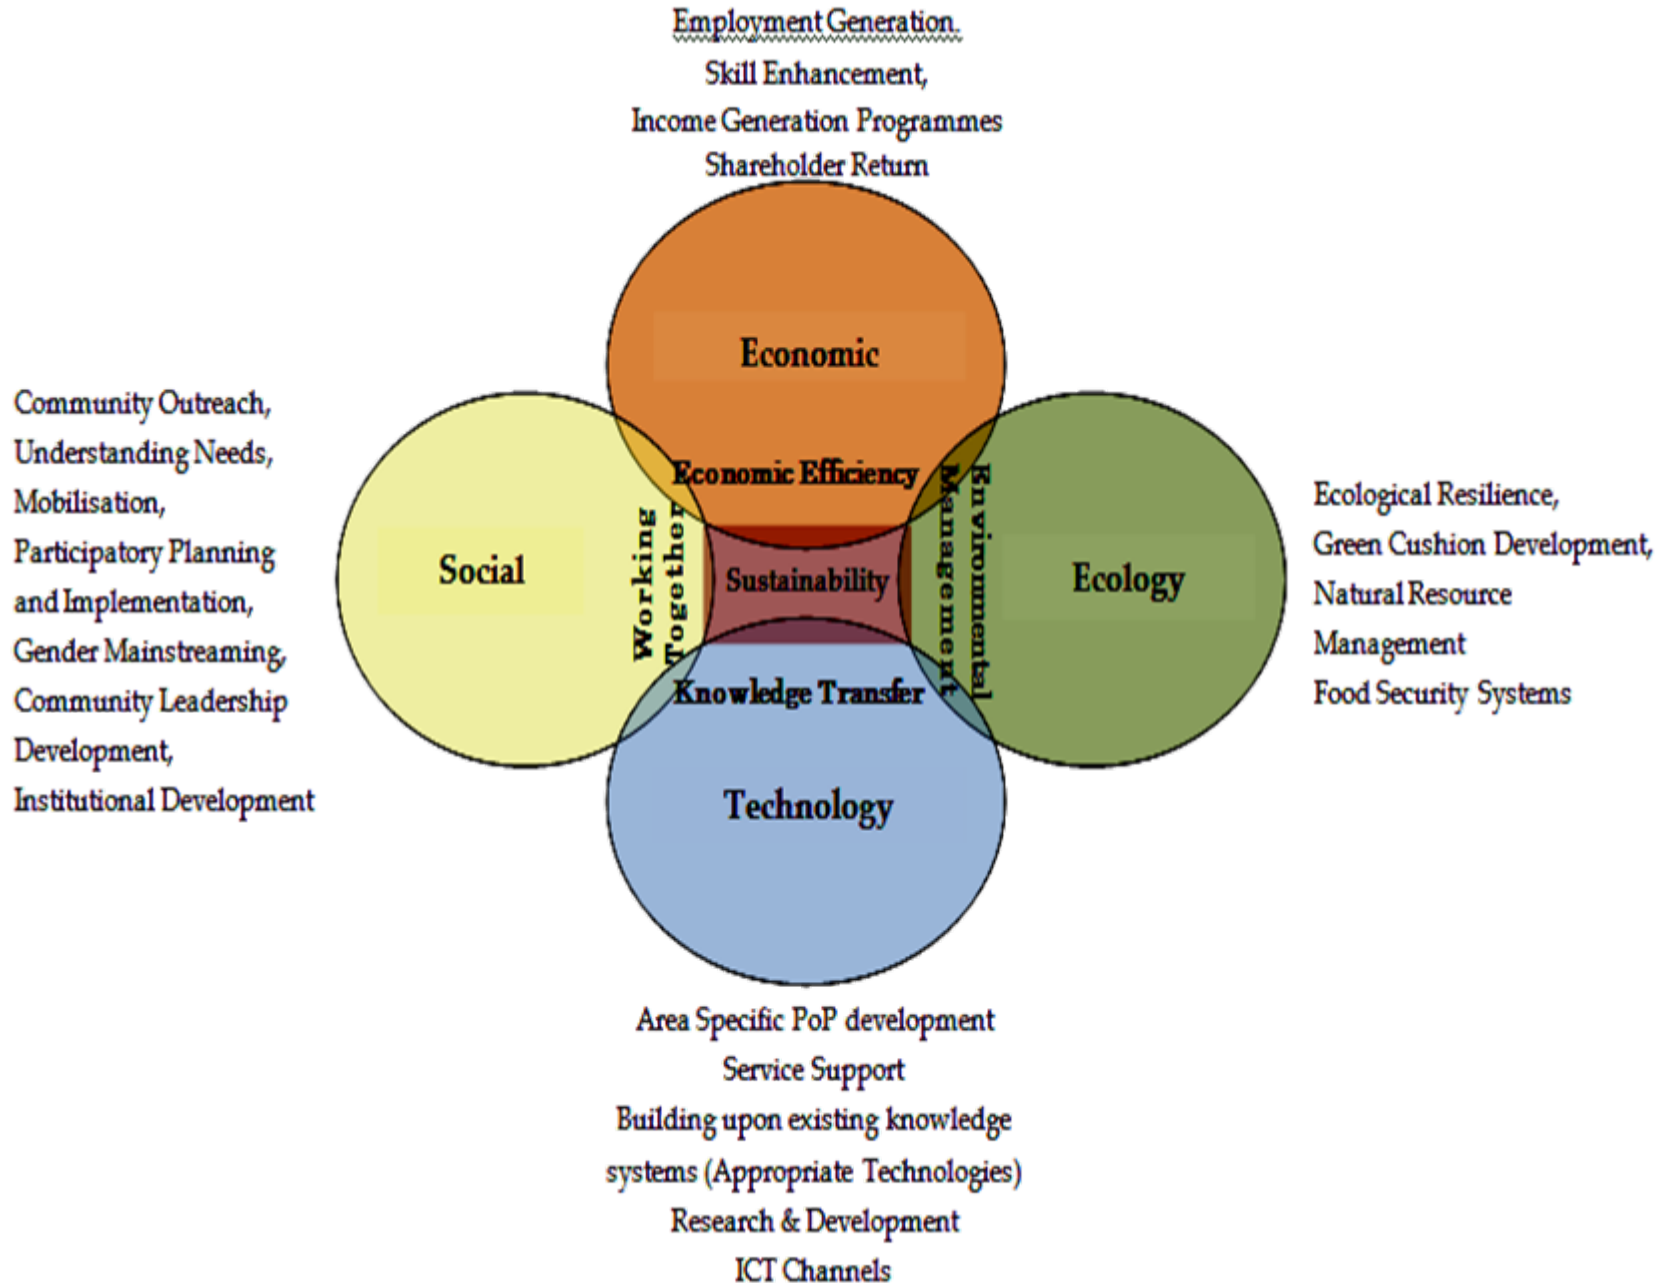 Employment Generation.
Skill Enhancement,
Income Generation Programmes
Shareholder Return
Economic
Economic Efficiency
Community Outreach,
Understanding Needs,
Mobilisation,
Participatory Planning
and Implementation,
Gender Mainstreaming,
Community Leadership
Development,
Institutional Development
Social
Working
Together
Sustainability
Environmental
Management
Ecology
Ecological Resilience,
Green Cushion Development,
Natural Resource
Management
Food Security Systems
Knowledge Transfer
Technology
Area Specific PoP development
Service Support
Building upon existing knowledge
systems (Appropriate Technologies)
Research & Development
ICT Channels